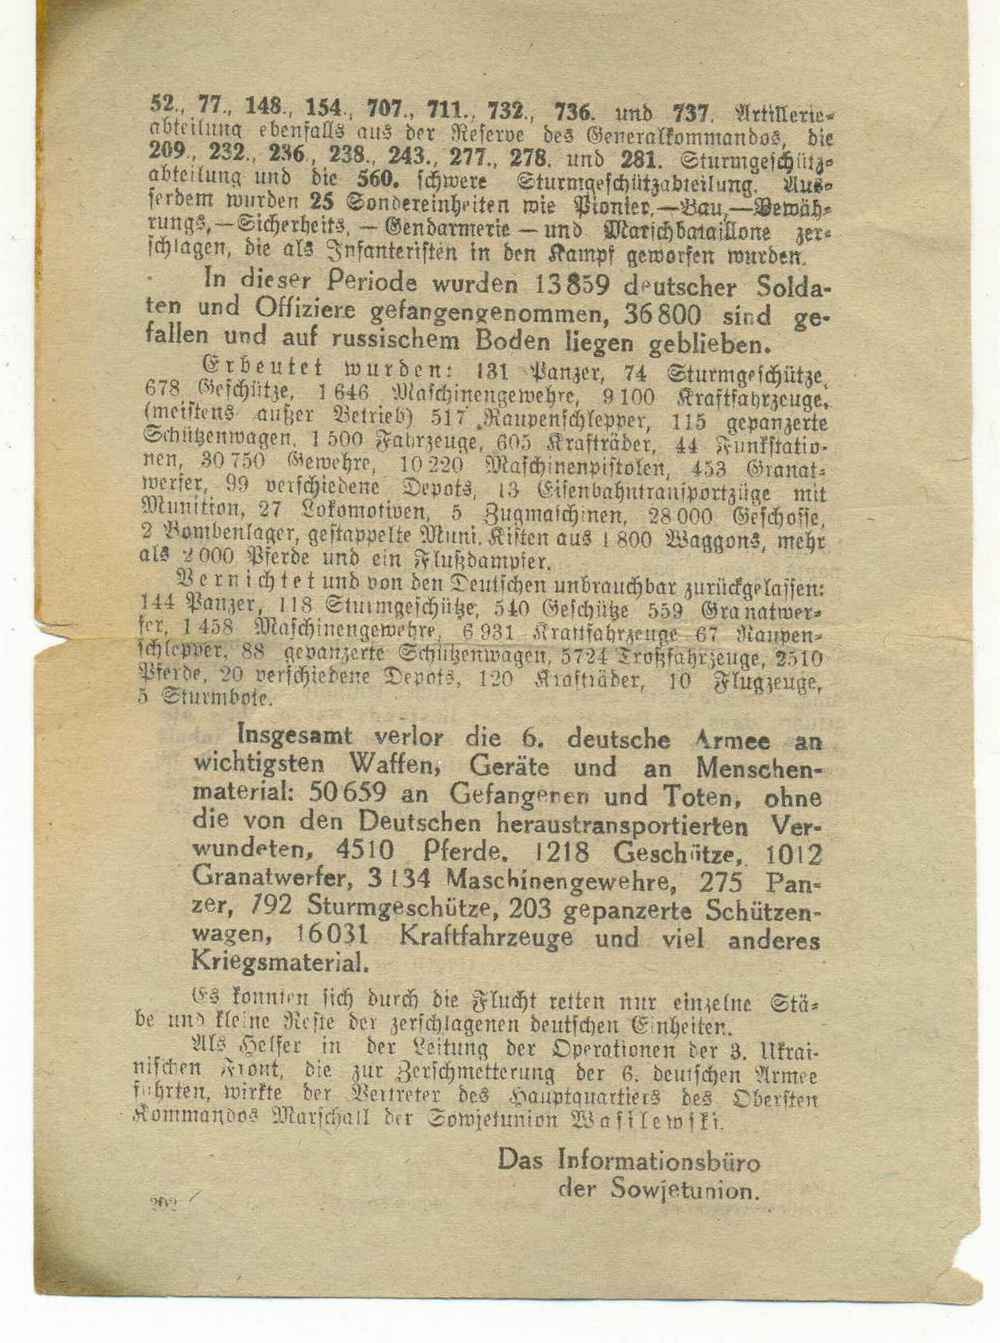 52., 77., 148., 154., 707., 711., 732., 736. und 737. Artillerie-
abteilung ebenfalls aus der Reserve des Generalkommandos, die
209., 232., 236., 238., 243., 277., 278. und 281. Sturmgeschütz-
abteilung und die 560. schwere Sturmgeschützabteilung. Aus-
serdem wurden 25 Sondereinheiten wie Pionier,—Bau,—Bewäh-
rungs,—Sicherheits, — Gendarmerie — und Marschbataillone zer-
schlagen, die als Infanteristen in den Kampf geworfen wurden.
In dieser Periode wurden 13859 deutscher Solda-
ten und Offiziere gefangengenommen, 36800 sind ge-
fallen und auf russischem Boden liegen geblieben.
Erbeutet wurden: 131 Panzer, 74 Sturmgeschütze,
678 Geschütze, 1646 Maschinengewehre, 9100 Kraftfahrzeuge,
(meistens außer Betrieb) 517 Raupenschlepper, 115 gepanzerte
Schützenwagen, 1500 Fahrzeuge, 605 Krafträder, 44 Funkstatio-
nen, 30750 Gewehre, 10220 Maschinenpistolen, 453 Granat-
werfer, 99 verschiedene Depots, 13 Eisenbahntransportzüge mit
Munition, 27 Lokomotiven, 5 Zugmaschinen, 28000 Geschosse,
2 Bombenlager, gestappelte Muni. Kisten aus 1800 Waggons, mehr
als 2000 Pferde und ein Flußdampfer.
Vernichtet und von den Deutschen unbrauchbar zurückgelassen:
144 Panzer, 118 Sturmgeschütze, 540 Geschütze 559 Granatwer-
fer, 1458 Maschinengewehre, 6931 Kraftfahrzeuge 67 Raupen-
schlepper, 88 gepanzerte Schützenwagen, 5724 Troßfahrzeuge, 2510
Pferde, 20 verschiedene Depots, 120 Krafträder, 10 Flugzeuge,
5 Sturmbote.
Insgesamt verlor die 6. deutsche Armee an
wichtigsten Waffen, Geräte und an Menschen-
material: 50659 an Gefangenen und Toten, ohne
die von den Deutschen heraustransportierten Ver-
wundeten, 4510 Pferde, 1218 Geschütze, 1012
Granatwerfer, 3134 Maschinengewehre, 275 Pan-
zer, 192 Sturmgeschütze, 203 gepanzerte Schützen-
wagen, 16031 Kraftfahrzeuge und viel anderes
Kriegsmaterial.
Es konnten sich durch die Flucht retten nur einzelne Stä-
be und kleine Reste der zerschlagenen deutschen Einheiten.
Als Helfer in der Leitung der Operationen der 3. Ukrai-
nischen Front, die zur Zerschmetterung der 6. deutschen Armee
führten, wirkte der Vertreter des Hauptquartiers des Obersten
Kommandos Marschall der Sowjetunion Wasilewski.
Das Informationsbüro
der Sowjetunion.